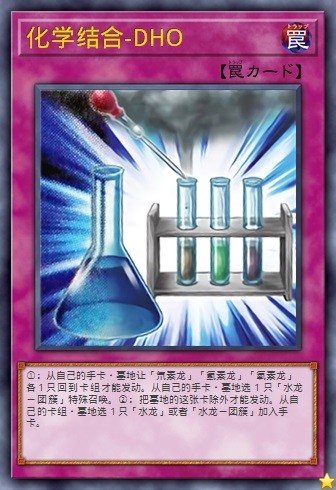 化学结合-DHO
トラップ
罠
【罠カード】
①：从自己的手卡·墓地让「氘素龙」「氢素龙」「氧素龙」
各１只回到卡组才能发动。从自己的手卡·墓地选１只「水龙
－团簇」特殊召唤。②：把墓地的这张卡除外才能发动。从自
己的卡组·墓地选１只「水龙」或者「水龙－团簇」加入手
卡。